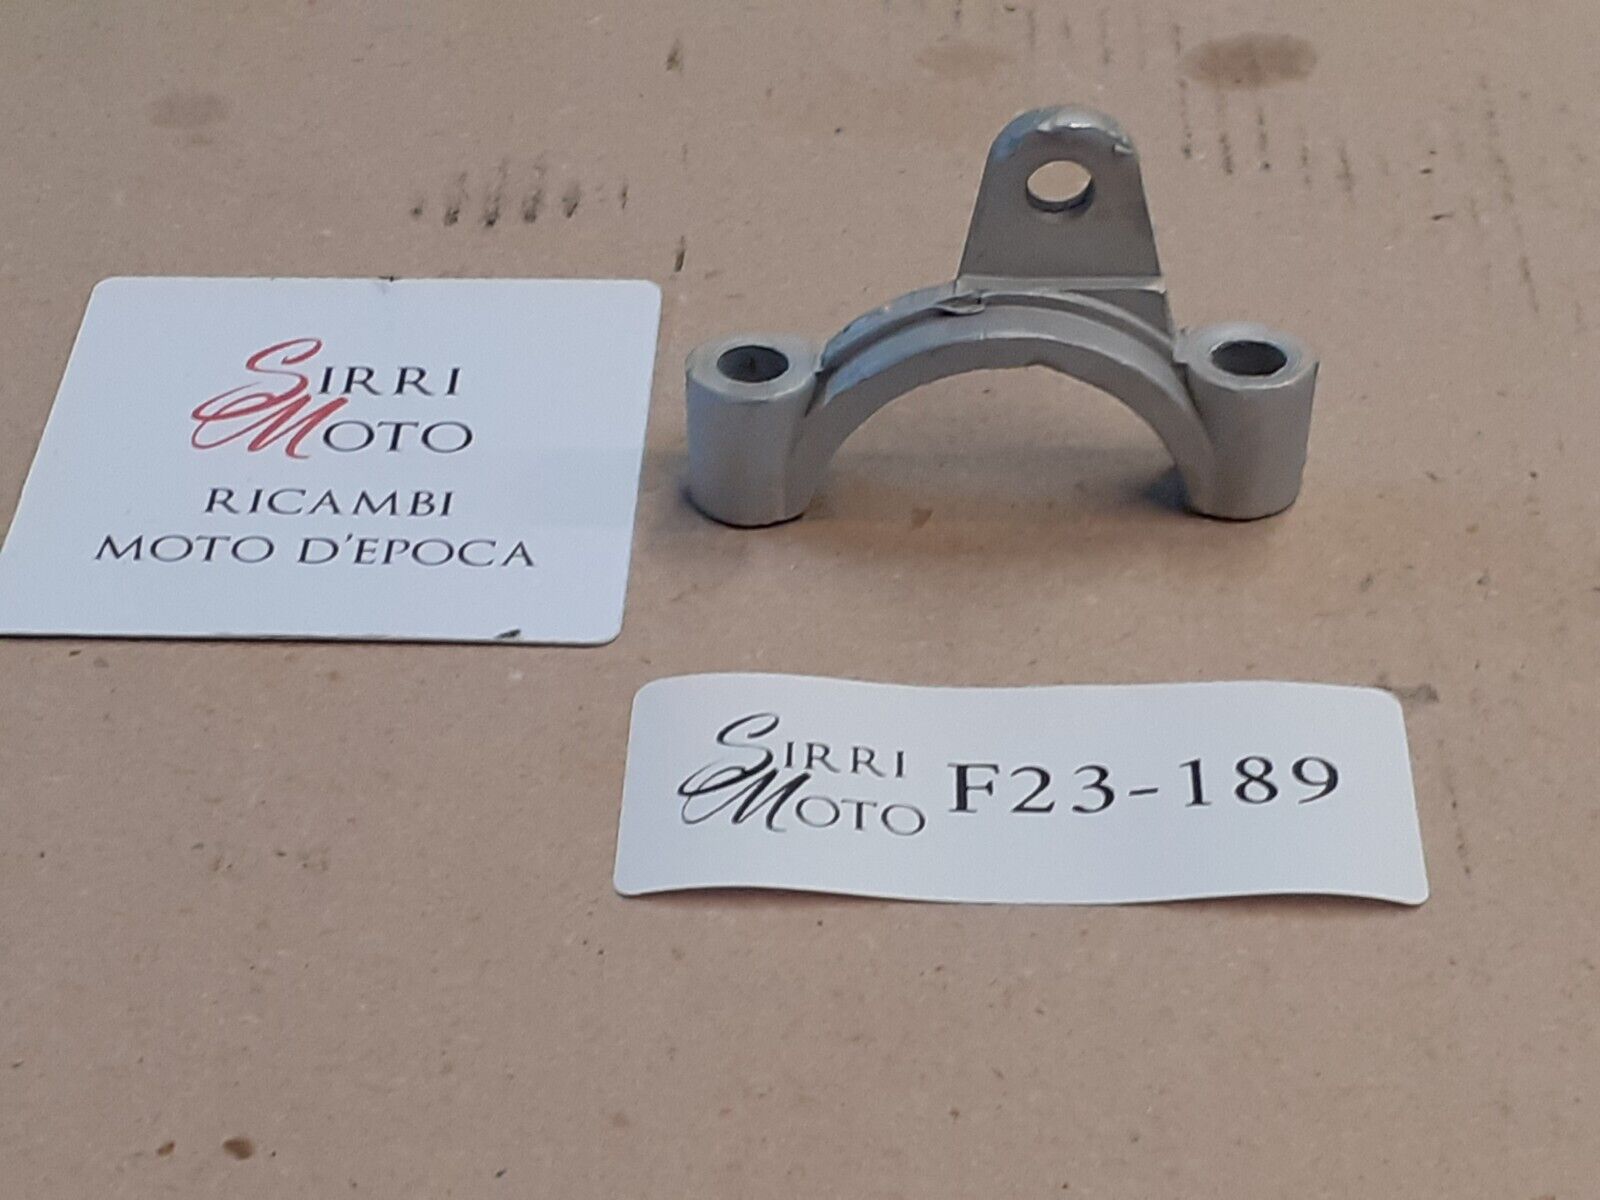 SIRRI
MOTO
RICAMBI
MOTO D'EPOCA
SIRRI
MOTO F23-189